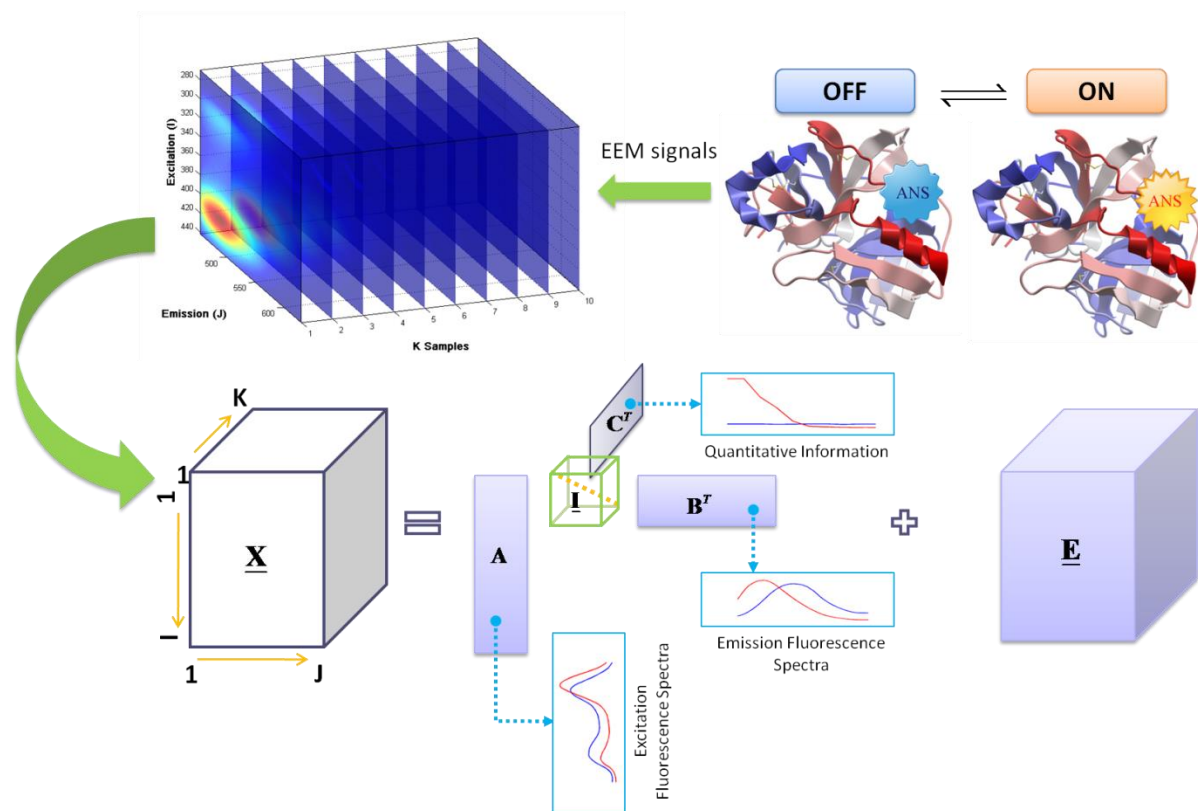 OFF
ON
EEM signals
ANS
ANS
Excitation (I)
280
300
320
340
360
380
400
420
440
500
550
600
Emission (J)
1
2
3
4
5
6
7
8
9
10
K Samples
K
1
1
I
1
J
X
A
I
C^T
B^T
E
Quantitative Information
Emission Fluorescence
Spectra
Excitation
Fluorescence Spectra